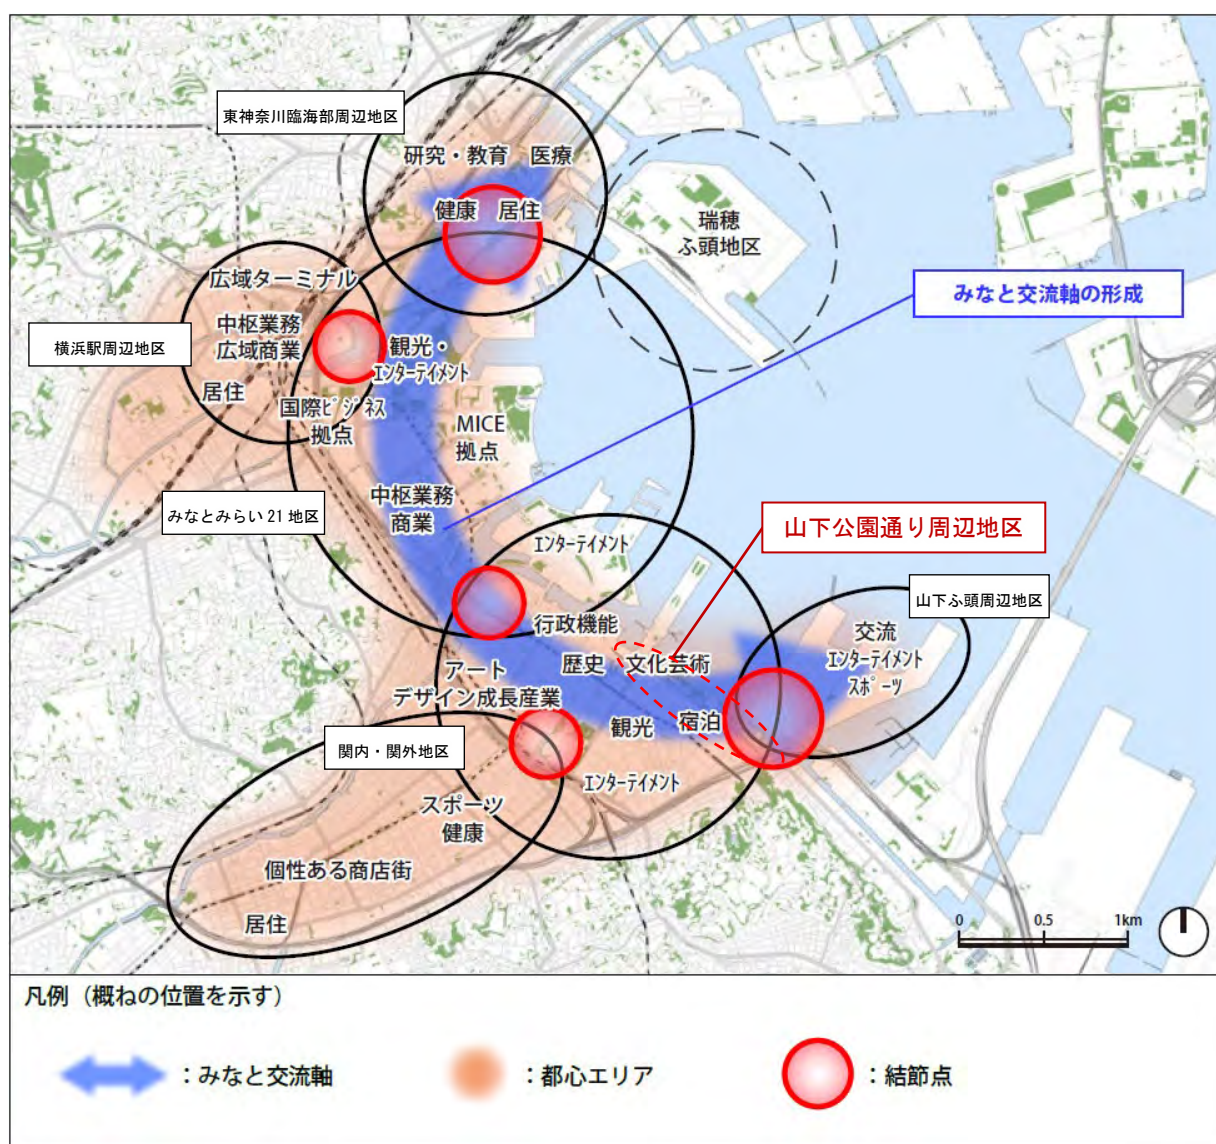 東神奈川臨海部周辺地区
研究・教育 医療
健康 居住
瑞穂
ふ頭地区
広域ターミナル
みなと交流軸の形成
中枢業務
広域商業
横浜駅周辺地区
観光・
エンターテイメント
居住
国際ビジネス
拠点
MICE
拠点
中枢業務
商業
みなとみらい21地区
エンターテイメント
山下公園通り周辺地区
山下ふ頭周辺地区
行政機能
交流
エンターテイメント
スポーツ
歴史
文化芸術
アート
デザイン成長産業
宿泊
観光
関内・関外地区
エンターテイメント
スポーツ
健康
個性ある商店街
居住
0 0.5 1km
凡例（概ねの位置を示す）
：みなと交流軸
：都心エリア
：結節点